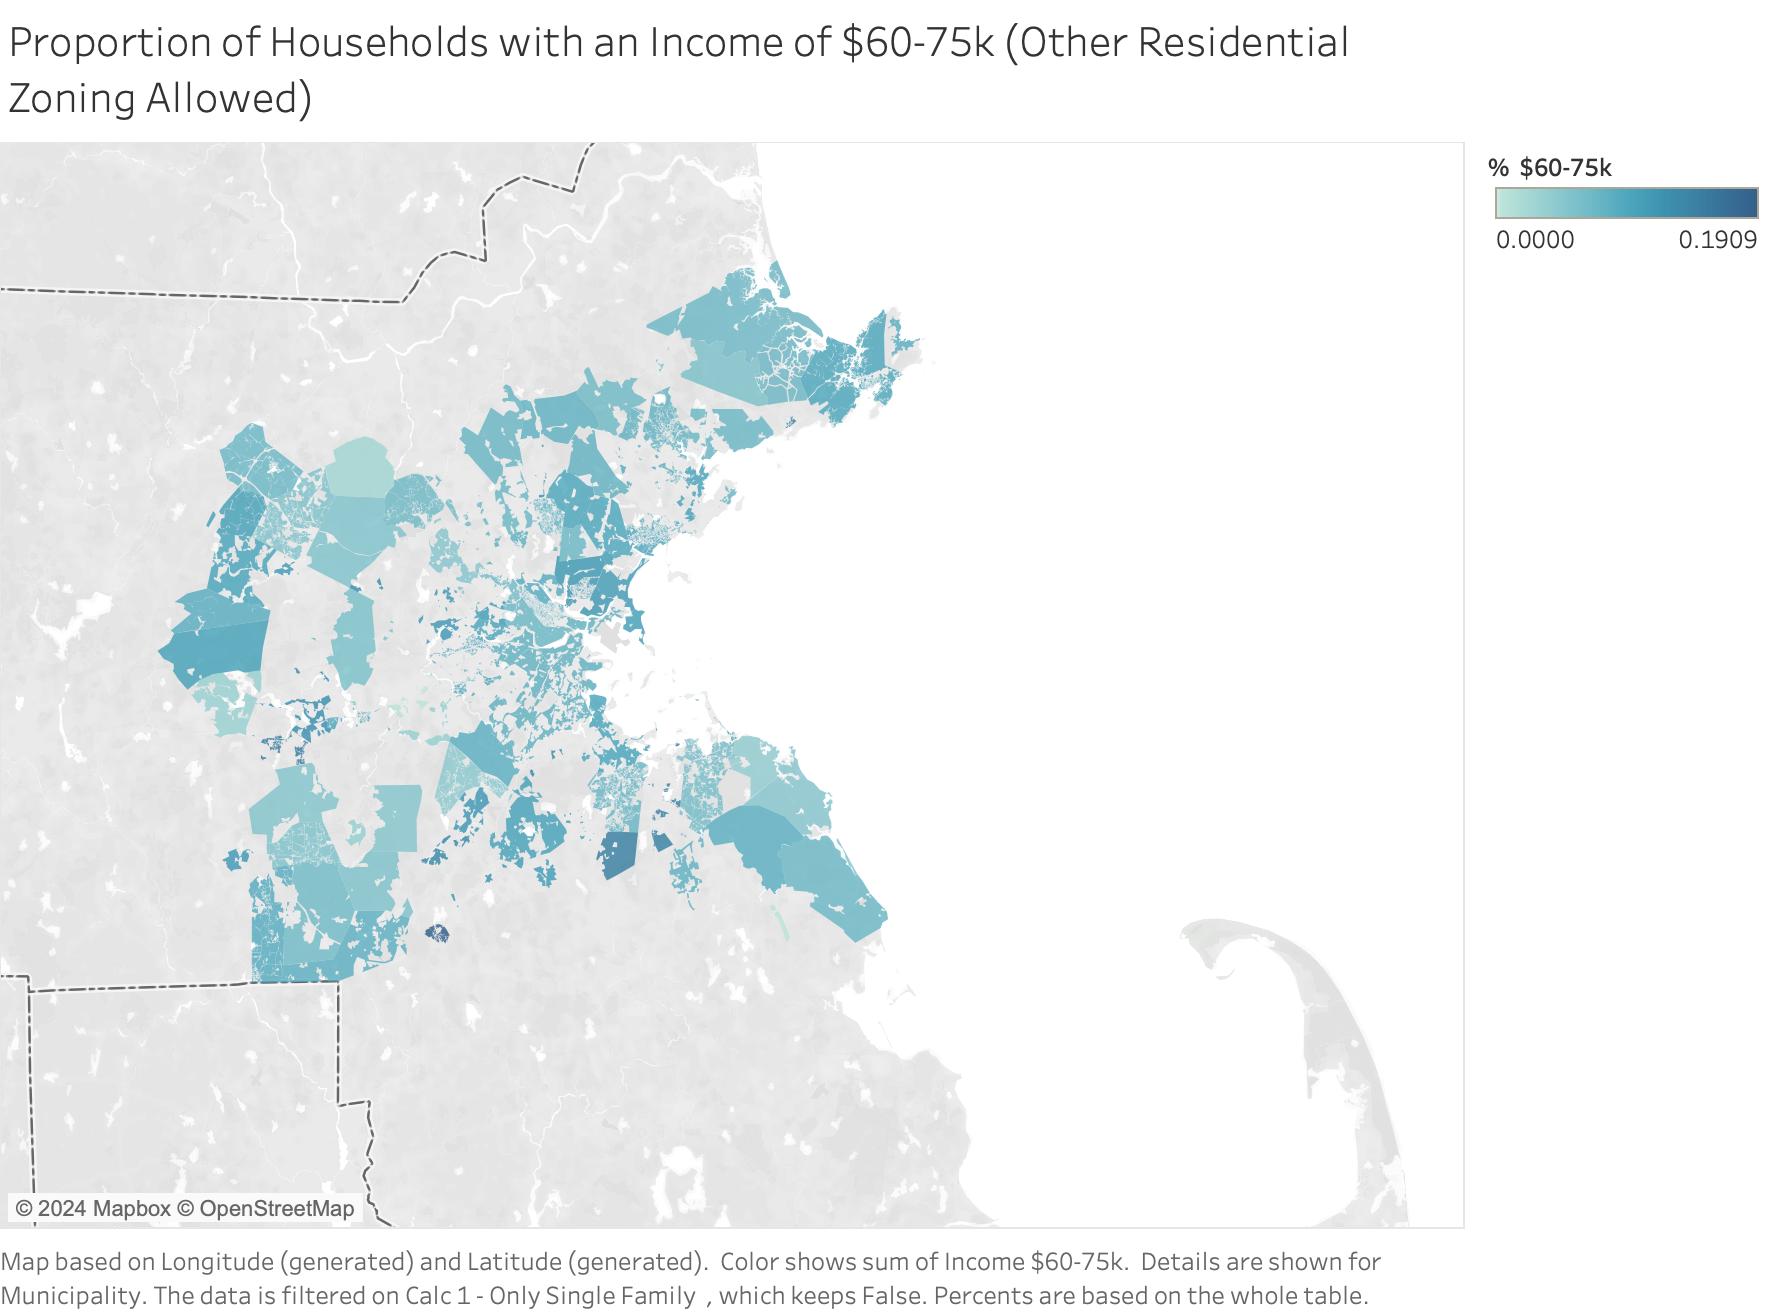 Proportion of Households with an Income of $60-75k (Other Residential
Zoning Allowed)
% $60-75k
0.0000 0.1909
© 2024 Mapbox © OpenStreetMap
Map based on Longitude (generated) and Latitude (generated). Color shows sum of Income $60-75k. Details are shown for
Municipality. The data is filtered on Calc 1 - Only Single Family , which keeps False. Percents are based on the whole table.